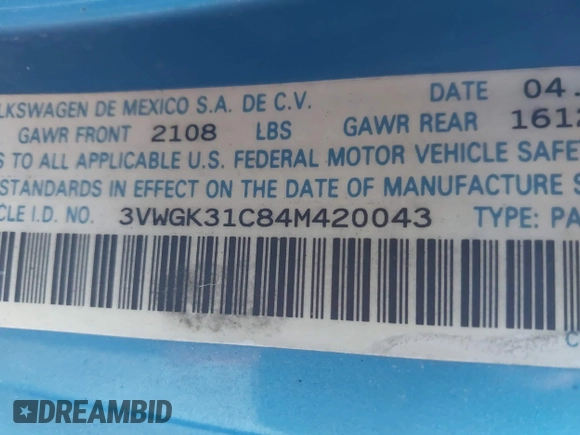 LKSWAGEN DE MEXICO S.A. DE C.V. DATE 04.
GAWR FRONT 2108 LBS GAWR REAR 1612
S TO ALL APPLICABLE U.S. FEDERAL MOTOR VEHICLE SAFE
STANDARDS IN EFFECT ON THE DATE OF MANUFACTURE S
CLE I.D. NO. 3VWGK31C84M420043 TYPE: PA
C
DREAMBID